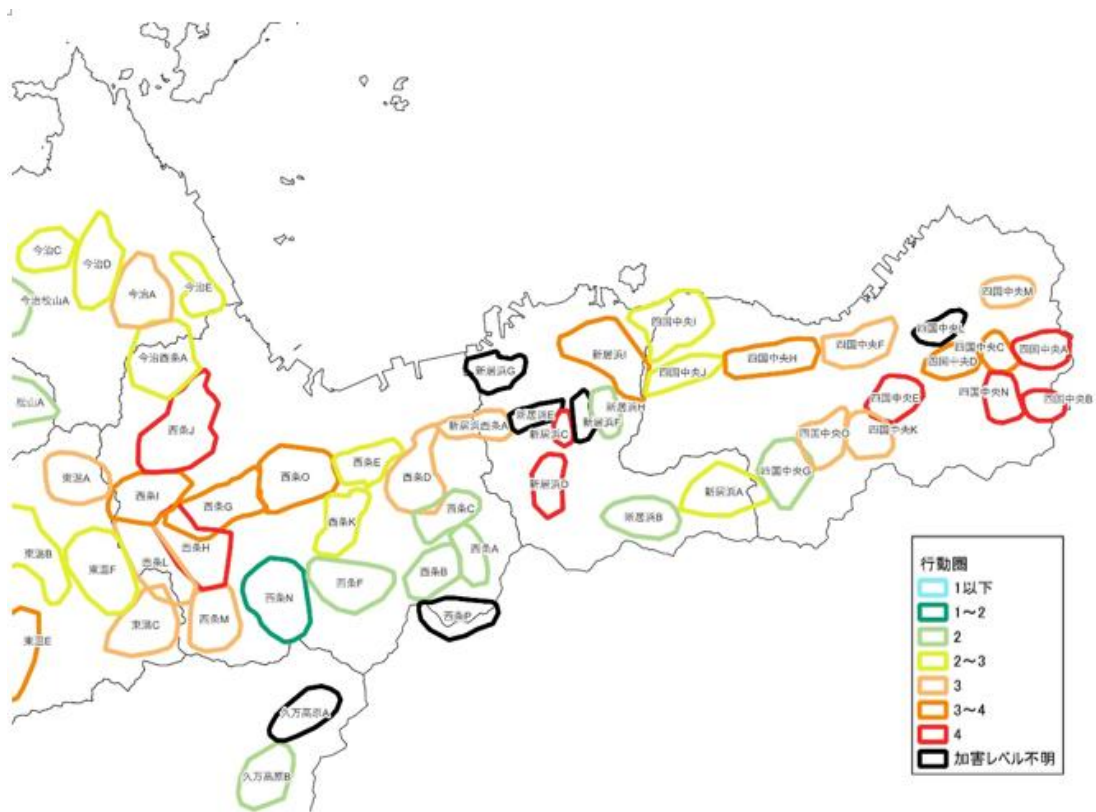 今治C
今治D
今治A
今治E
今治松山A
今治西条A
松山A
西条J
東温A
西条I
西条G
西条O
西条E
西条D
西条K
西条C
西条H
西条L
東温B
東温F
東温C
東温E
西条M
西条N
西条F
西条B
西条A
西条P
久万高原A
久万高原B
新居浜G
新居浜西条A
新居浜E
新居浜C
新居浜F
新居浜H
新居浜D
新居浜I
新居浜B
新居浜A
四国中央I
四国中央J
四国中央H
四国中央F
四国中央M
四国中央L
四国中央C
四国中央D
四国中央A
四国中央N
四国中央B
四国中央E
四国中央K
四国中央O
四国中央G
行動圏
1以下
1～2
2
2～3
3
3～4
4
加害レベル不明